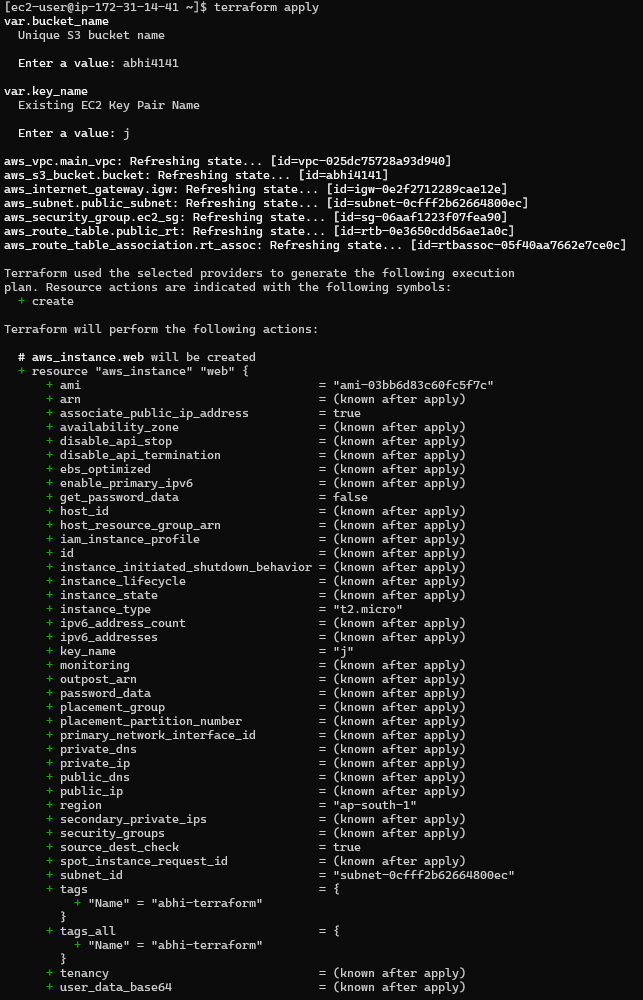 [ec2-user@ip-172-31-14-41 ~]$ terraform apply
var.bucket_name
  Unique S3 bucket name

  Enter a value: abhi4141

var.key_name
  Existing EC2 Key Pair Name

  Enter a value: j

aws_vpc.main_vpc: Refreshing state... [id=vpc-025dc75728a93d940]
aws_s3_bucket.bucket: Refreshing state... [id=abhi4141]
aws_internet_gateway.igw: Refreshing state... [id=igw-0e2f2712289cae12e]
aws_subnet.public_subnet: Refreshing state... [id=subnet-0cfff2b62664800ec]
aws_security_group.ec2_sg: Refreshing state... [id=sg-06aaf1223f07fea90]
aws_route_table.public_rt: Refreshing state... [id=rtb-0e3650cdd56ae1a0c]
aws_route_table_association.rt_assoc: Refreshing state... [id=rtbassoc-05f40aa7662e7ce0c]

Terraform used the selected providers to generate the following execution
plan. Resource actions are indicated with the following symbols:
  + create

Terraform will perform the following actions:

  # aws_instance.web will be created
  + resource "aws_instance" "web" {
      + ami                                  = "ami-03bb6d83c60fc5f7c"
      + arn                                  = (known after apply)
      + associate_public_ip_address          = true
      + availability_zone                    = (known after apply)
      + disable_api_stop                     = (known after apply)
      + disable_api_termination              = (known after apply)
      + ebs_optimized                        = (known after apply)
      + enable_primary_ipv6                  = (known after apply)
      + get_password_data                    = false
      + host_id                              = (known after apply)
      + host_resource_group_arn              = (known after apply)
      + iam_instance_profile                 = (known after apply)
      + id                                   = (known after apply)
      + instance_initiated_shutdown_behavior = (known after apply)
      + instance_lifecycle                   = (known after apply)
      + instance_state                       = (known after apply)
      + instance_type                        = "t2.micro"
      + ipv6_address_count                   = (known after apply)
      + ipv6_addresses                       = (known after apply)
      + key_name                             = "j"
      + monitoring                           = (known after apply)
      + outpost_arn                          = (known after apply)
      + password_data                        = (known after apply)
      + placement_group                      = (known after apply)
      + placement_partition_number           = (known after apply)
      + primary_network_interface_id         = (known after apply)
      + private_dns                          = (known after apply)
      + private_ip                           = (known after apply)
      + public_dns                           = (known after apply)
      + public_ip                            = (known after apply)
      + region                               = "ap-south-1"
      + secondary_private_ips                = (known after apply)
      + security_groups                      = (known after apply)
      + source_dest_check                    = true
      + spot_instance_request_id             = (known after apply)
      + subnet_id                            = "subnet-0cfff2b62664800ec"
      + tags                                 = {
          + "Name" = "abhi-terraform"
        }
      + tags_all                             = {
          + "Name" = "abhi-terraform"
        }
      + tenancy                              = (known after apply)
      + user_data_base64                     = (known after apply)